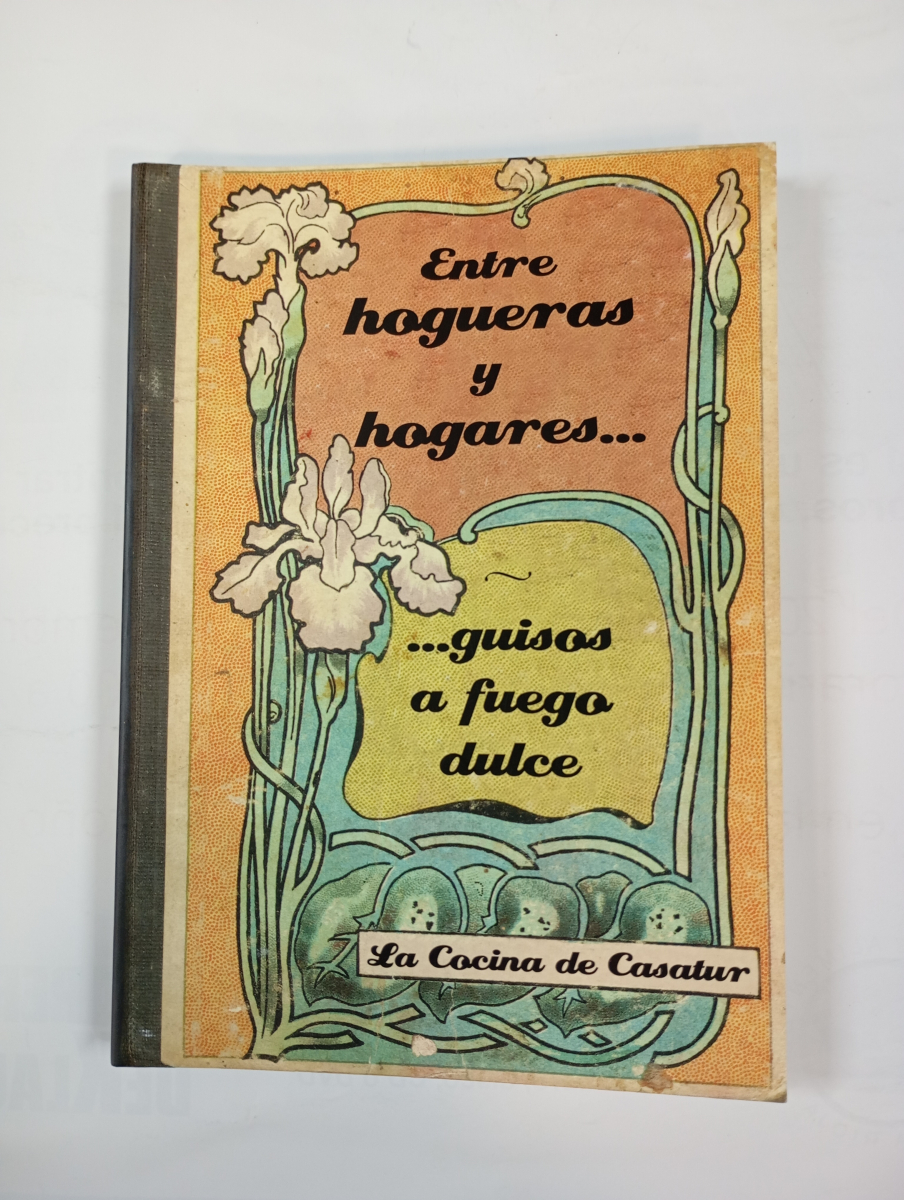 Entre
hogueras
y
hogares...
...guisos
a fuego
dulce
La Cocina de Casatur